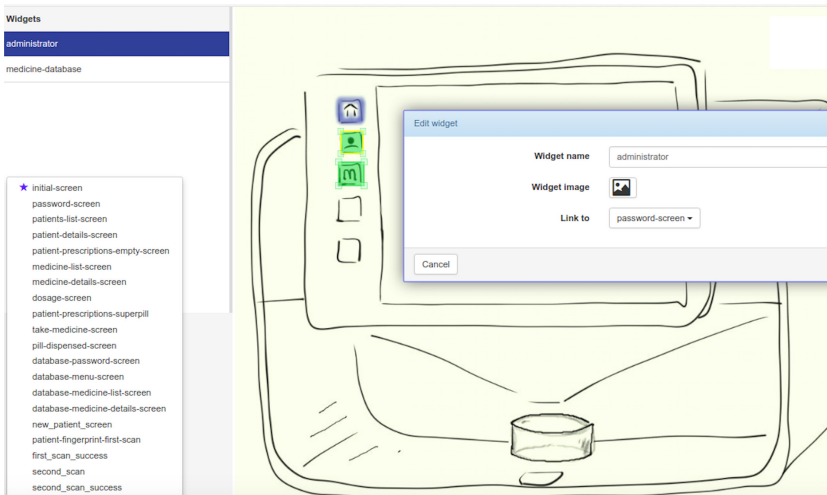 Widgets
administrator
medicine-database
initial-screen
password-screen
patients-list-screen
patient-details-screen
patient-prescriptions-empty-screen
medicine-list-screen
medicine-details-screen
dosage-screen
patient-prescriptions-superpill
take-medicine-screen
pill-dispensed-screen
database-password-screen
database-menu-screen
database-medicine-list-screen
database-medicine-details-screen
new_patient_screen
patient-fingerprint-first-scan
first_scan_success
second_scan
second_scan_success
m
Edit widget
Widget name administrator
Widget image
Link to password-screen
Cancel